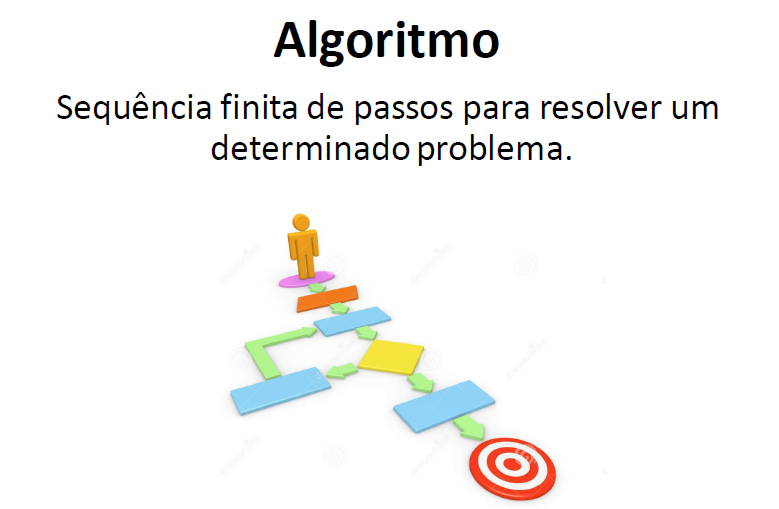 Algoritmo
Sequência finita de passos para resolver um
determinado problema.